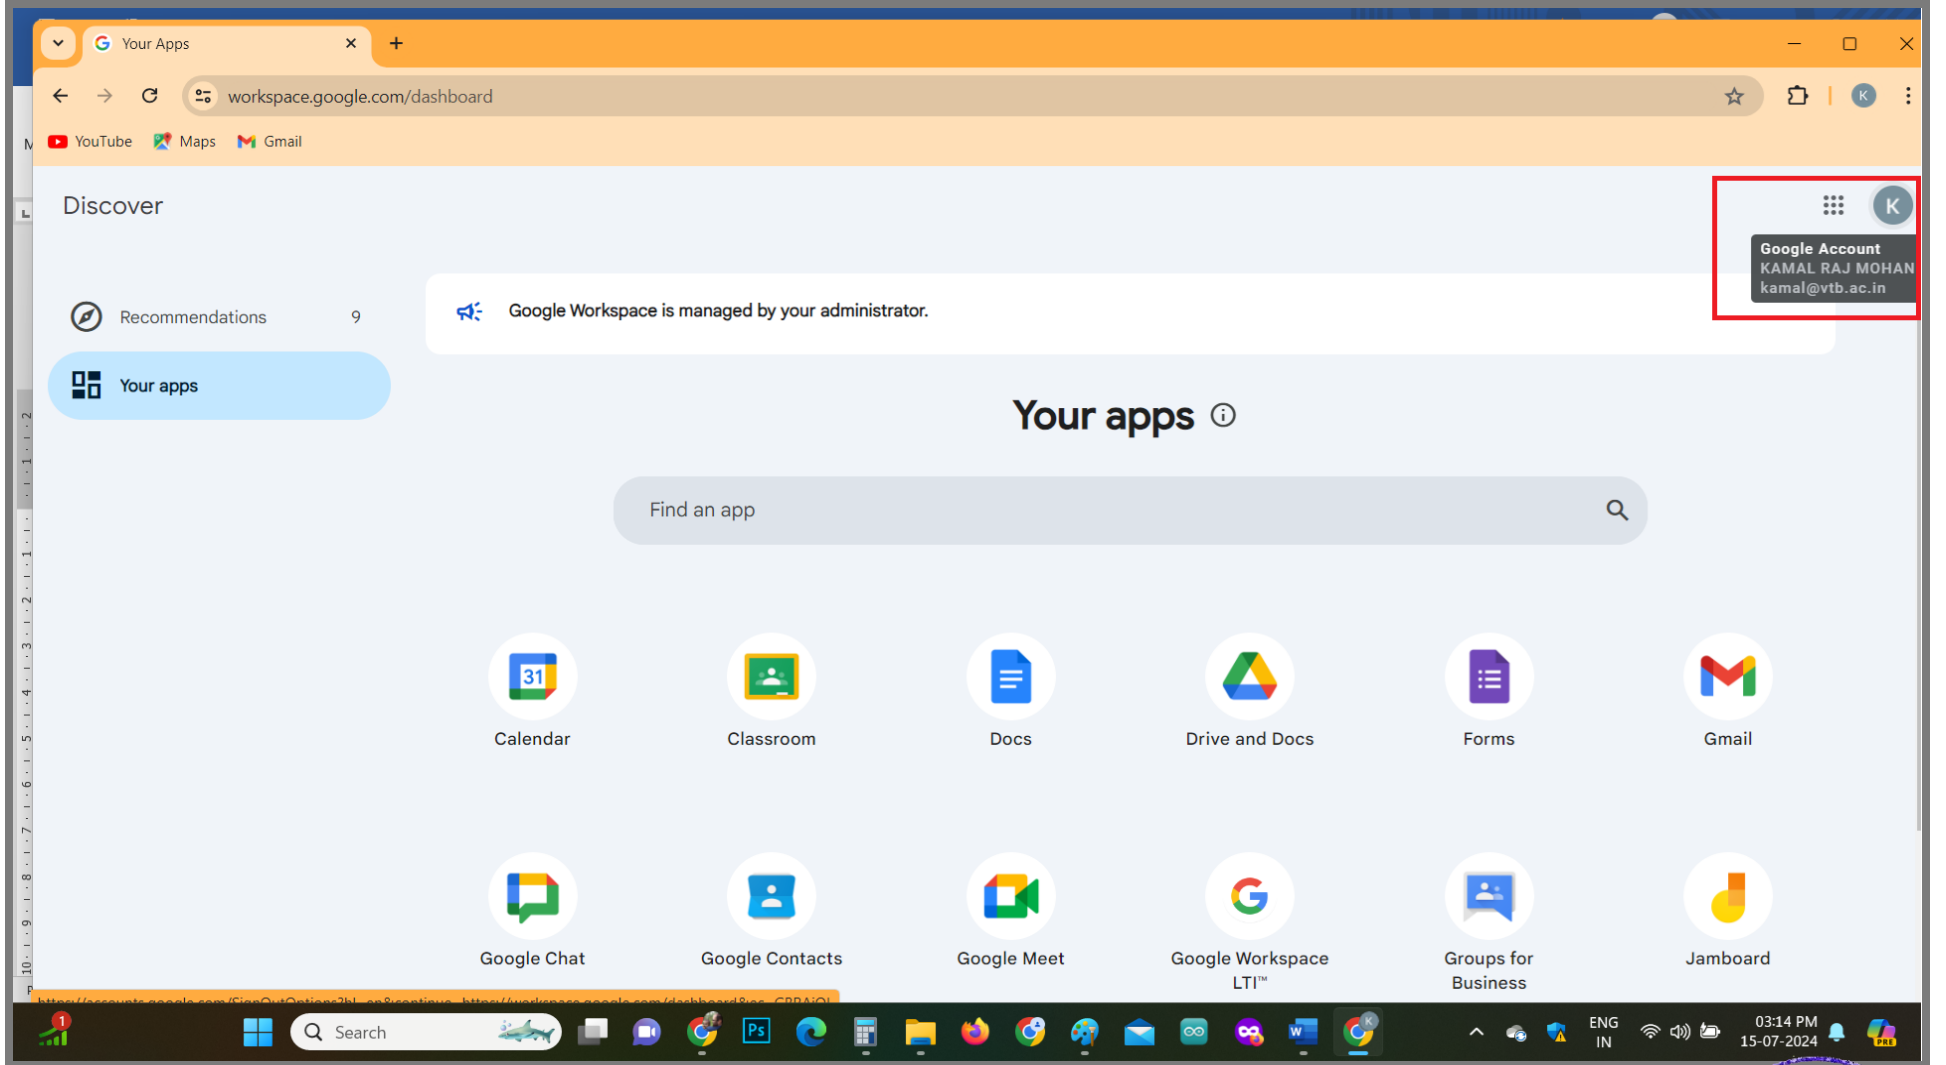 Your Apps
workspace.google.com/dashboard
K
YouTube
Maps
Gmail
Discover
K
Google Account
KAMAL RAJ MOHAN
kamal@vtb.ac.in
Recommendations 9
Google Workspace is managed by your administrator.
Your apps
Your apps
Find an app
31
Calendar
Classroom
Docs
Drive and Docs
Forms
Gmail
Google Chat
Google Contacts
Google Meet
Google Workspace
LTI™
Groups for
Business
Jamboard
1
Search
Ps
W
K
ENG
IN
03:14 PM
15-07-2024
PRE